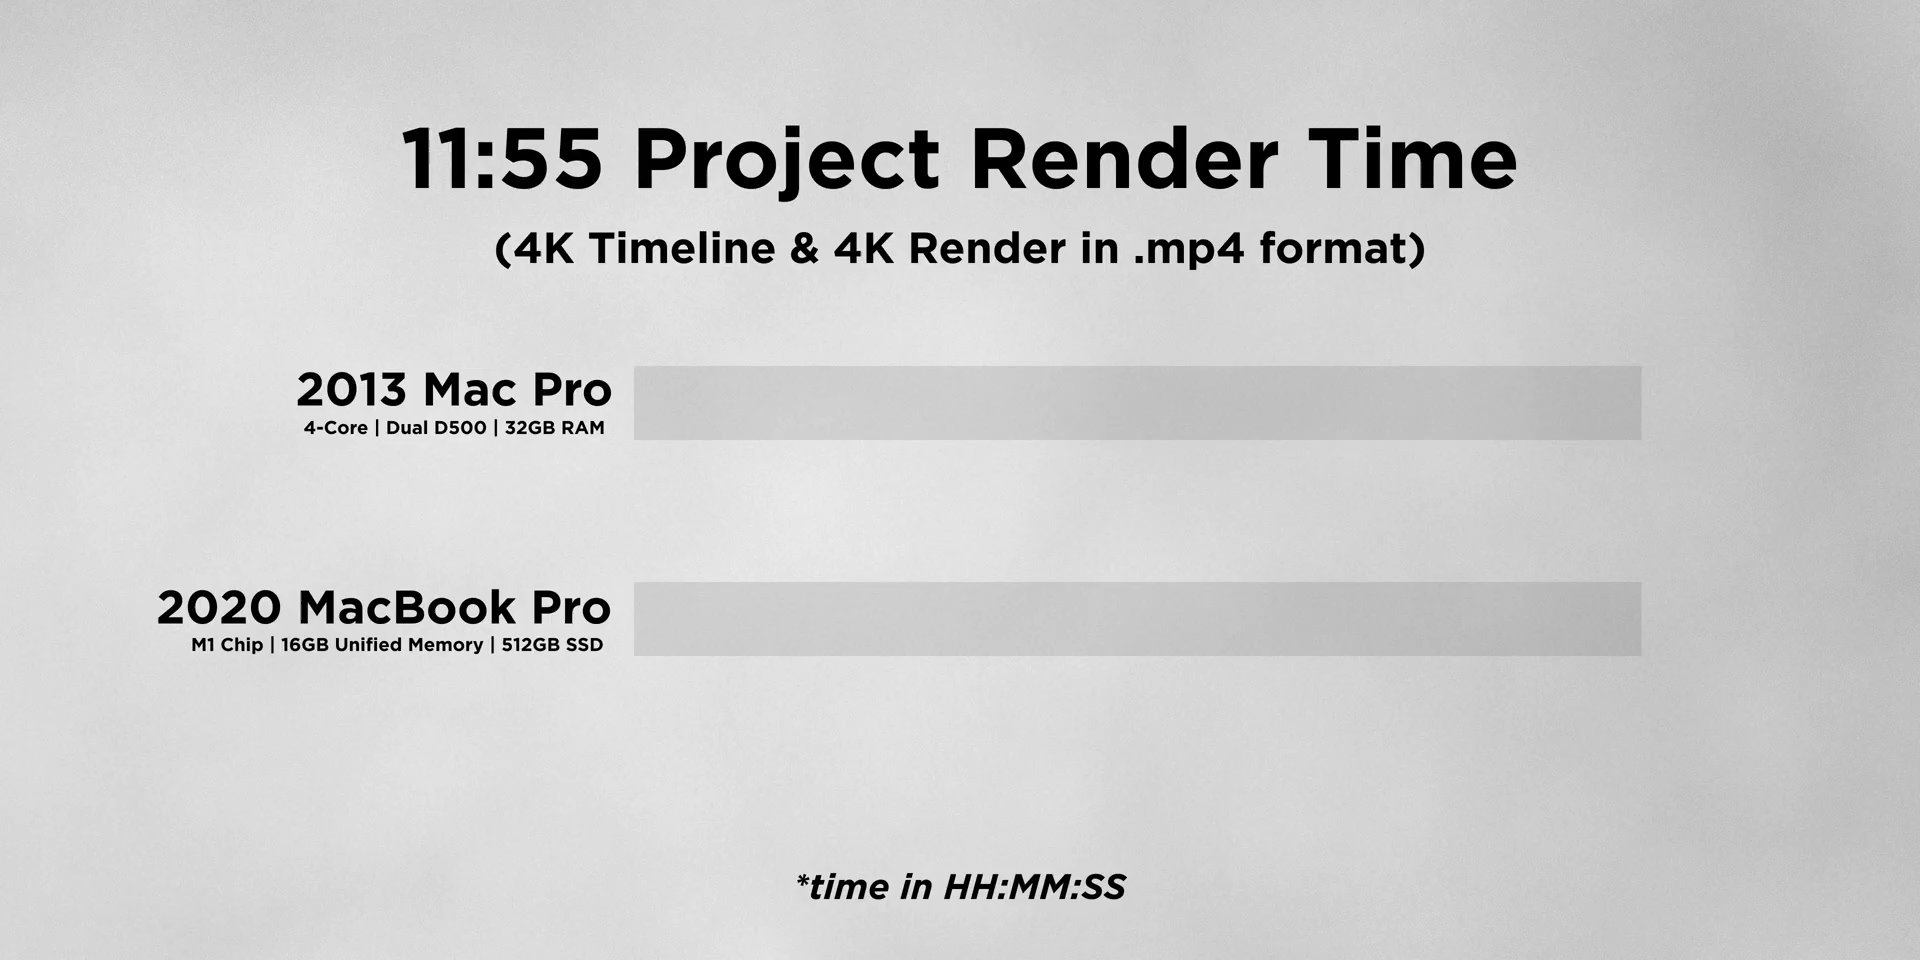 11:55 Project Render Time
(4K Timeline & 4K Render in .mp4 format)
2013 Mac Pro
4-Core | Dual D500 | 32GB RAM
2020 MacBook Pro
M1 Chip | 16GB Unified Memory | 512GB SSD
*time in HH:MM:SS